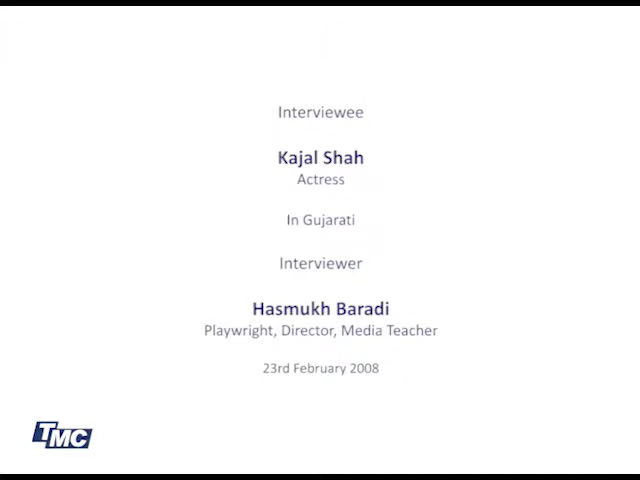 Interviewee
Kajal Shah
Actress
In Gujarati
Interviewer
Hasmukh Baradi
Playwright, Director, Media Teacher
23rd February 2008
TMC